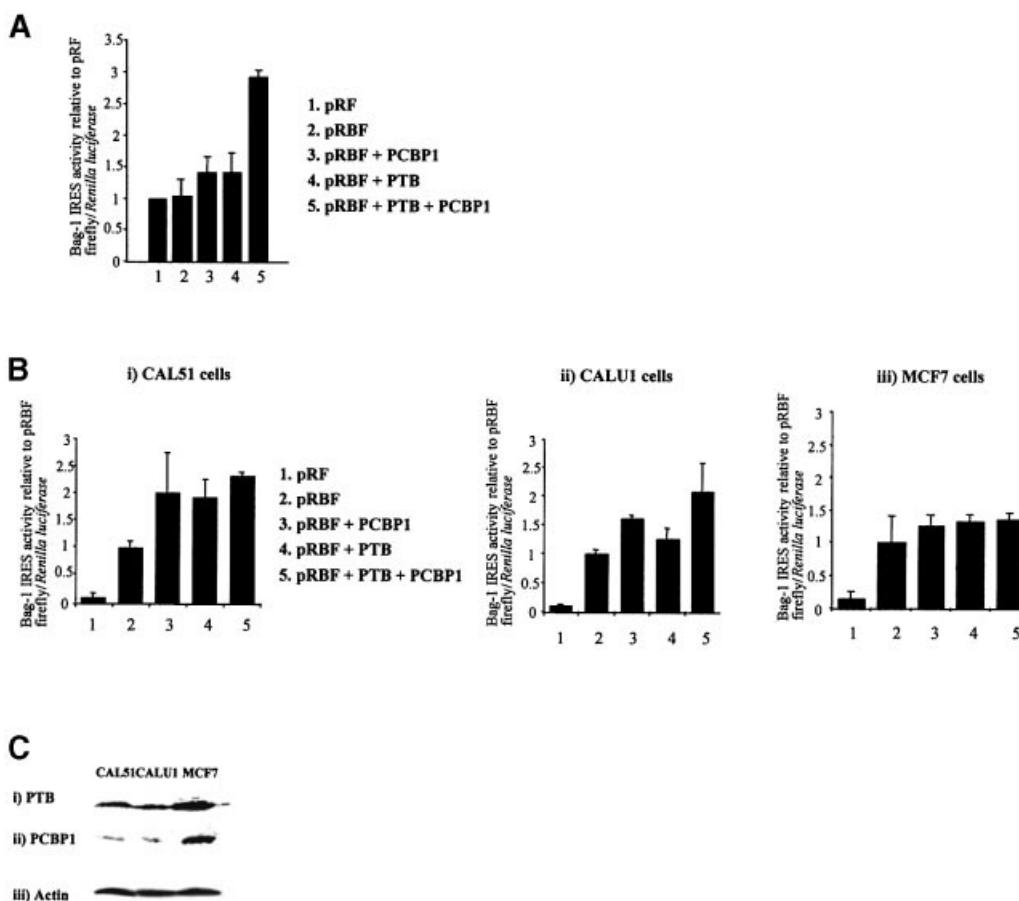 A
Bag-1 IRES activity relative to pRF
firefly/Renilla luciferase
3.5
3
2.5
2
1.5
1
0.5
0
1 2 3 4 5
1. pRF
2. pRBF
3. pRBF + PCBP1
4. pRBF + PTB
5. pRBF + PTB + PCBP1
B
i) CAL51 cells
Bag-1 IRES activity relative to pRBF
firefly/Renilla luciferase
3
2.5
2
1.5
1
0.5
0
1 2 3 4 5
1. pRF
2. pRBF
3. pRBF + PCBP1
4. pRBF + PTB
5. pRBF + PTB + PCBP1
ii) CALU1 cells
Bag-1 IRES activity relative to pRBF
firefly/Renilla luciferase
3
2.5
2
1.5
1
0.5
0
1 2 3 4 5
iii) MCF7 cells
Bag-1 IRES activity relative to pRBF
firefly/Renilla luciferase
3
2.5
2
1.5
1
0.5
0
1 2 3 4 5
C
CAL51 CALU1 MCF7
i) PTB
ii) PCBP1
iii) Actin